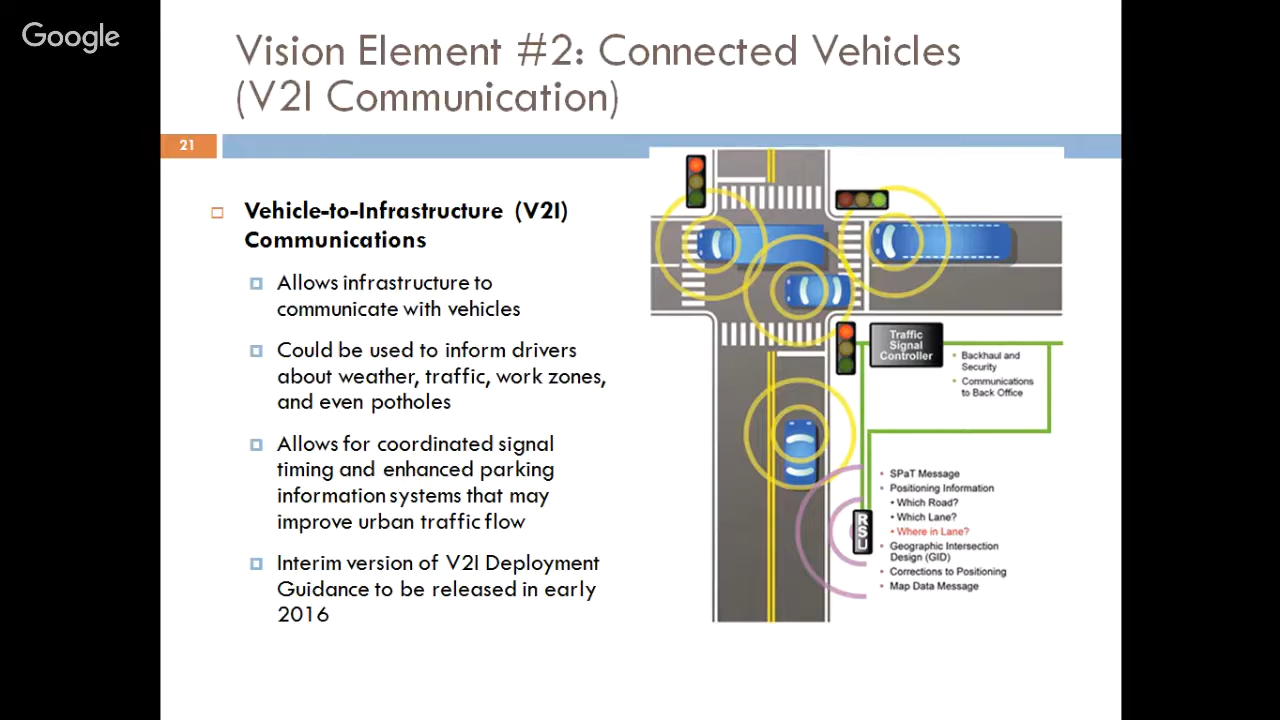 Google
Vision Element #2: Connected Vehicles
(V2I Communication)
21
Vehicle-to-Infrastructure (V2I)
Communications
Allows infrastructure to
communicate with vehicles
Could be used to inform drivers
about weather, traffic, work zones,
and even potholes
Allows for coordinated signal
timing and enhanced parking
information systems that may
improve urban traffic flow
Interim version of V2I Deployment
Guidance to be released in early
2016
Traffic
Signal
Controller
• Backhaul and
Security
• Communications
to Back Office
RSU
• SPaT Message
• Positioning Information
• Which Road?
• Which Lane?
• Where in Lane?
• Geographic Intersection
Design (GID)
• Corrections to Positioning
• Map Data Message